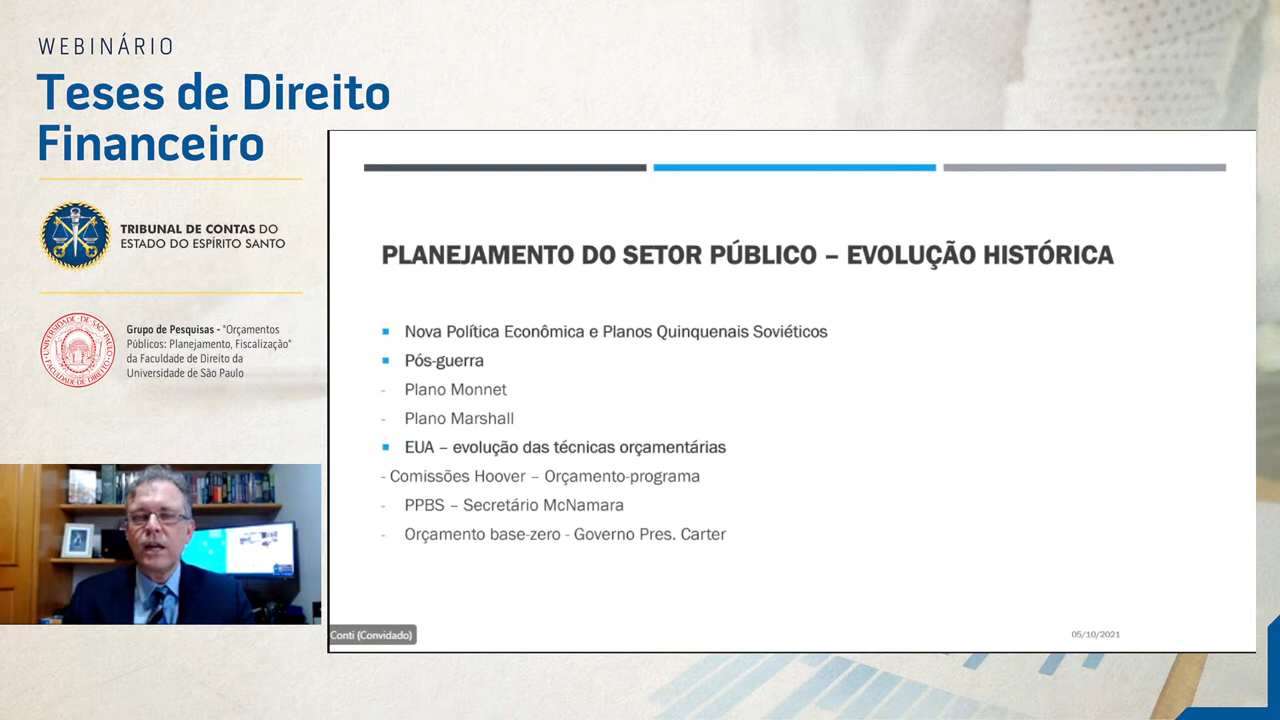 WEBINÁRIO
Teses de Direito
Financeiro
TRIBUNAL DE CONTAS DO
ESTADO DO ESPÍRITO SANTO
Grupo de Pesquisas - "Orçamentos
Públicos: Planejamento, Fiscalização"
da Faculdade de Direito da
Universidade de São Paulo
PLANEJAMENTO DO SETOR PÚBLICO – EVOLUÇÃO HISTÓRICA
Nova Política Econômica e Planos Quinquenais Soviéticos
Pós-guerra
- Plano Monnet
- Plano Marshall
EUA – evolução das técnicas orçamentárias
- Comissões Hoover – Orçamento-programa
- PPBS – Secretário McNamara
- Orçamento base-zero - Governo Pres. Carter
Conti (Convidado)
05/10/2021